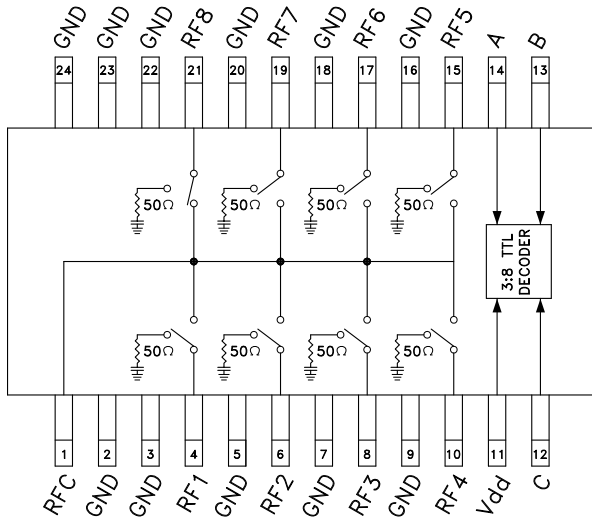 GND GND GND RF8 GND RF7 GND RF6 GND RF5 A B
24 23 22 21 20 19 18 17 16 15 14 13
50Ω 50Ω 50Ω 50Ω
3:8 TTL
DECODER
50Ω 50Ω 50Ω 50Ω
1 2 3 4 5 6 7 8 9 10 11 12
RFC GND GND RF1 GND RF2 GND RF3 GND RF4 Vdd C